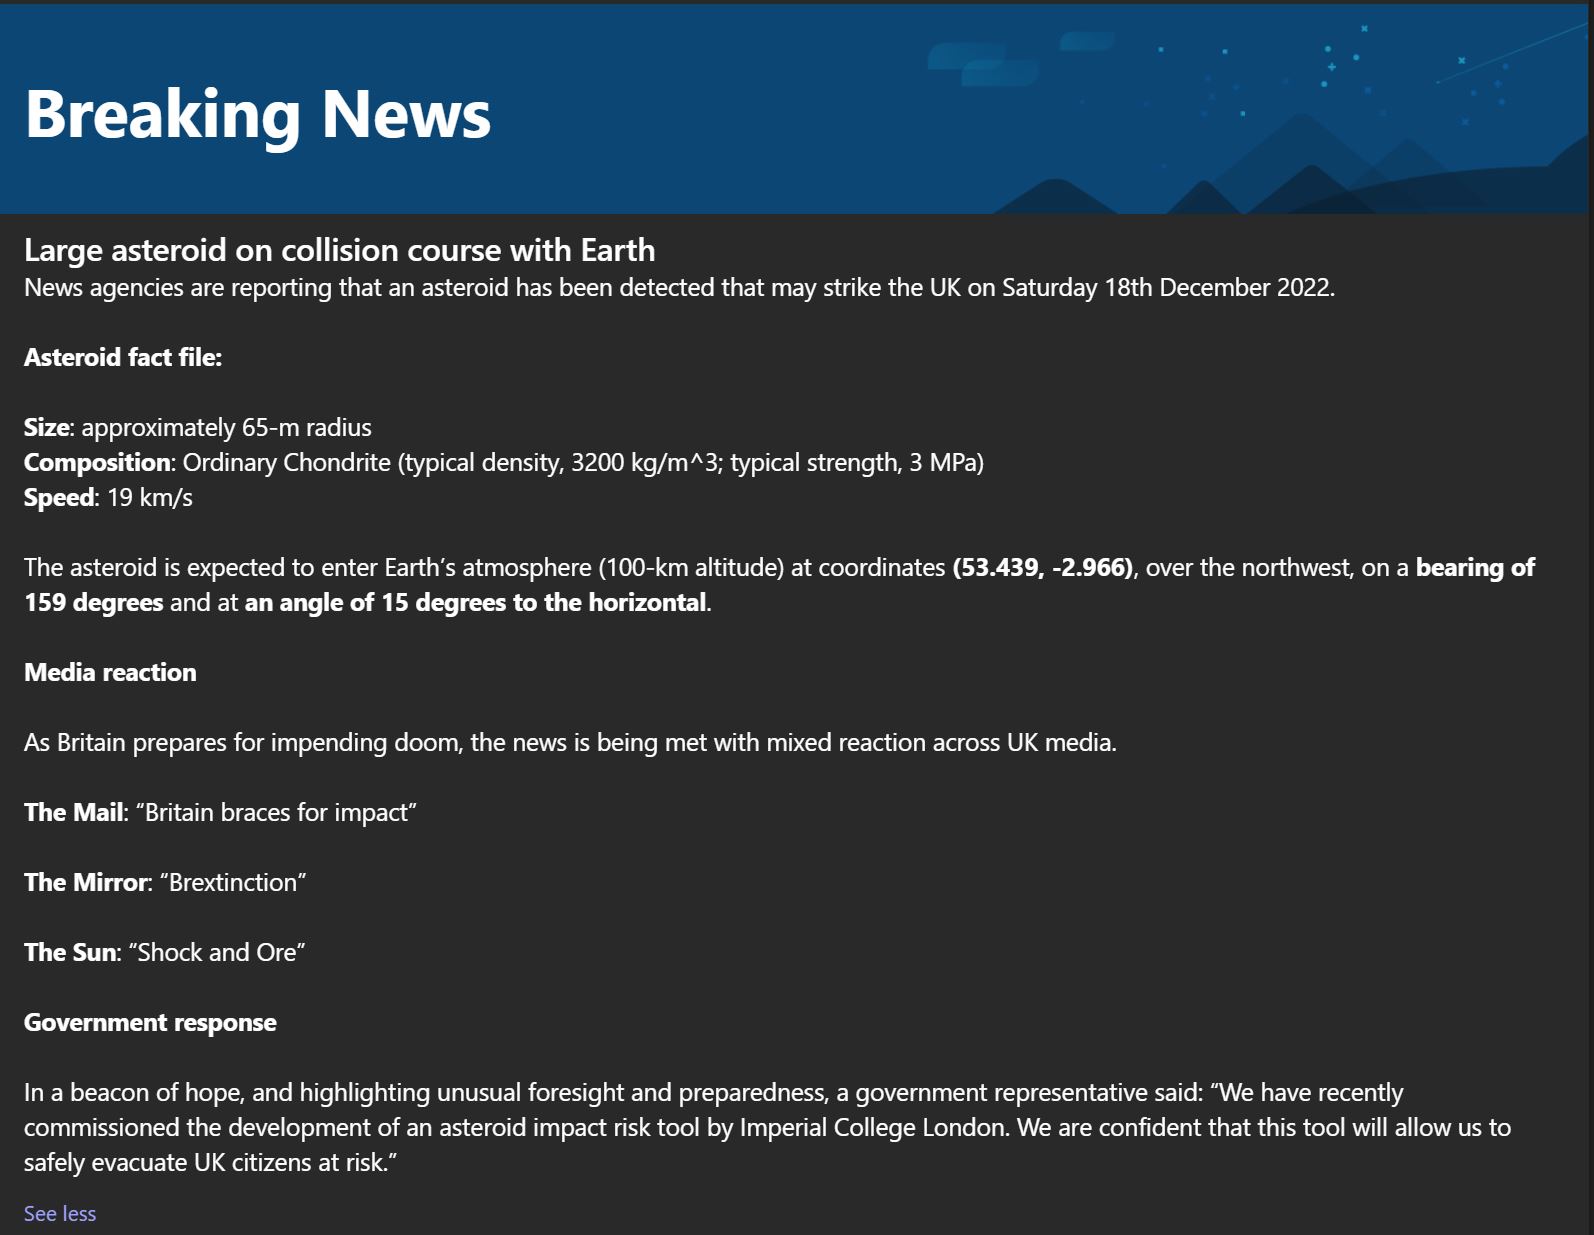 Breaking News
Large asteroid on collision course with Earth
News agencies are reporting that an asteroid has been detected that may strike the UK on Saturday 18th December 2022.
Asteroid fact file:
Size: approximately 65-m radius
Composition: Ordinary Chondrite (typical density, 3200 kg/m^3; typical strength, 3 MPa)
Speed: 19 km/s
The asteroid is expected to enter Earth’s atmosphere (100-km altitude) at coordinates (53.439, -2.966), over the northwest, on a bearing of
159 degrees and at an angle of 15 degrees to the horizontal.
Media reaction
As Britain prepares for impending doom, the news is being met with mixed reaction across UK media.
The Mail: “Britain braces for impact”
The Mirror: “Brextinction”
The Sun: “Shock and Ore”
Government response
In a beacon of hope, and highlighting unusual foresight and preparedness, a government representative said: “We have recently
commissioned the development of an asteroid impact risk tool by Imperial College London. We are confident that this tool will allow us to
safely evacuate UK citizens at risk.”
See less